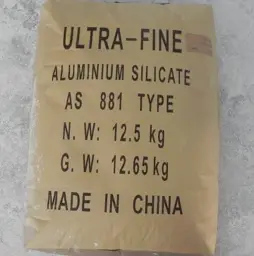 ULTRA-FINE
ALUMINIUM SILICATE
AS 881 TYPE
N. W: 12.5 kg
G. W: 12.65 kg
MADE IN CHINA